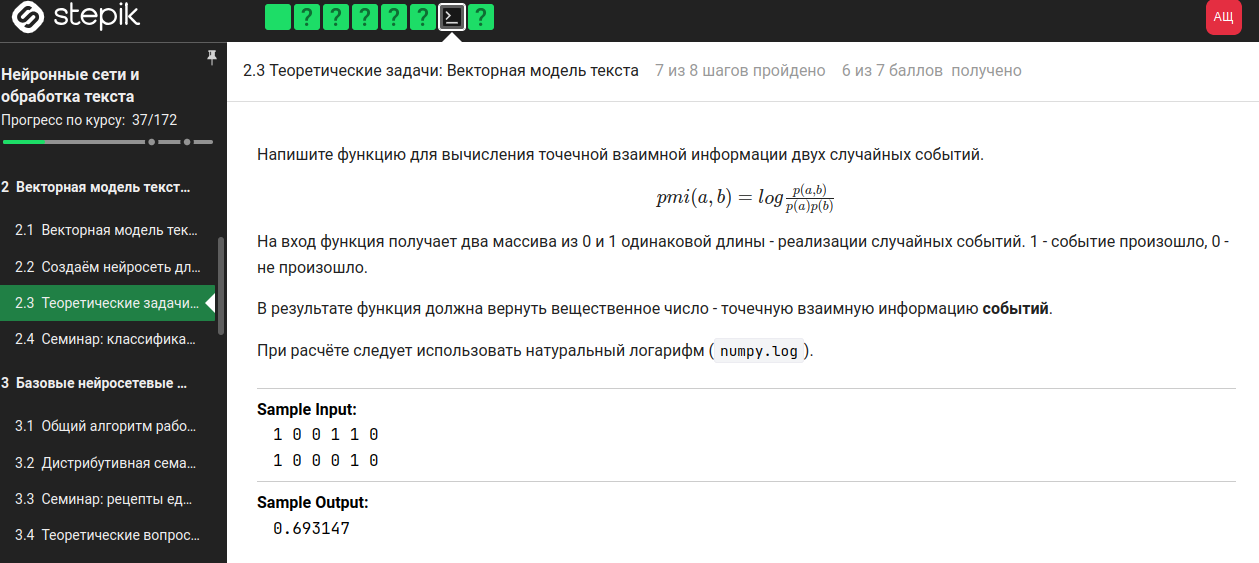 stepik
? ? ? ? ? >_ ?
АЩ
Нейронные сети и
обработка текста
Прогресс по курсу: 37/172
2 Векторная модель текст...
2.1 Векторная модель тек...
2.2 Создаём нейросеть дл...
2.3 Теоретические задачи...
2.4 Семинар: классифика...
3 Базовые нейросетевые ...
3.1 Общий алгоритм рабо...
3.2 Дистрибутивная сема...
3.3 Семинар: рецепты ед...
3.4 Теоретические вопрос...
2.3 Теоретические задачи: Векторная модель текста 7 из 8 шагов пройдено 6 из 7 баллов получено
Напишите функцию для вычисления точечной взаимной информации двух случайных событий.
pmi(a, b) = log p(a,b) / p(a)p(b)
На вход функция получает два массива из 0 и 1 одинаковой длины - реализации случайных событий. 1 - событие произошло, 0 -
не произошло.
В результате функция должна вернуть вещественное число - точечную взаимную информацию событий.
При расчёте следует использовать натуральный логарифм (numpy.log).
Sample Input:
1 0 0 1 1 0
1 0 0 0 1 0
Sample Output:
0.693147